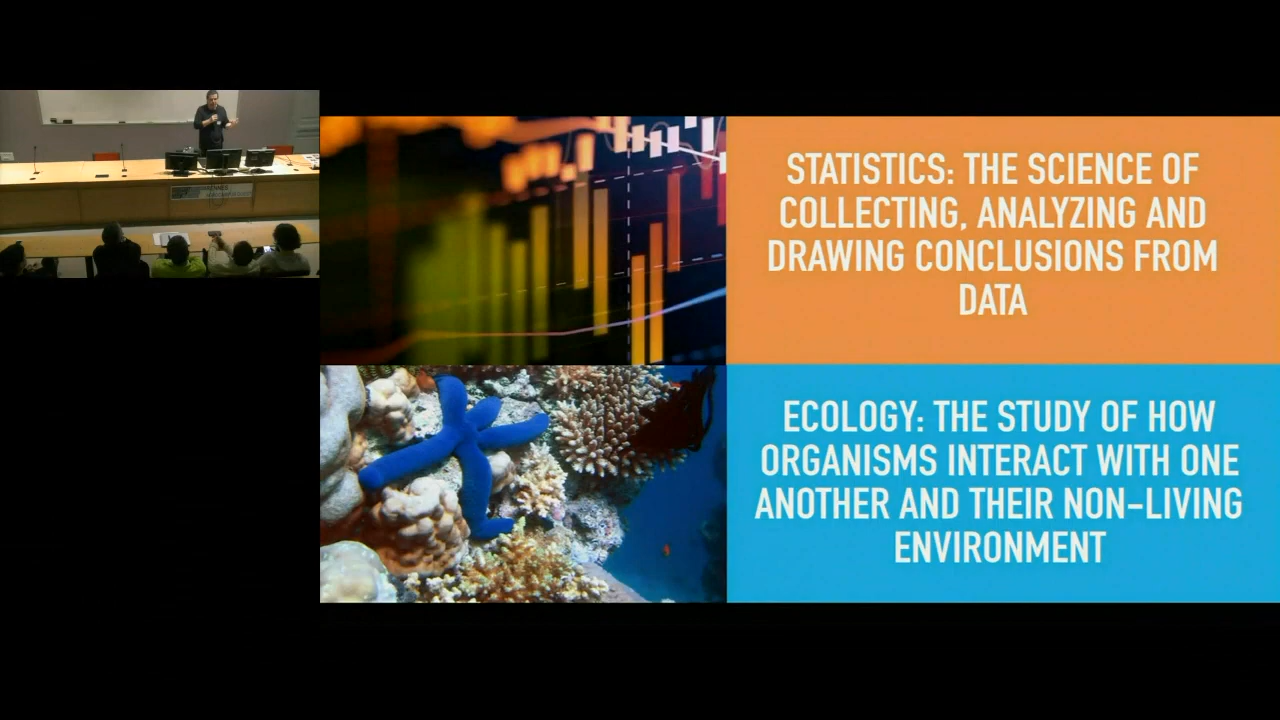 STATISTICS: THE SCIENCE OF
COLLECTING, ANALYZING AND
DRAWING CONCLUSIONS FROM
DATA
ECOLOGY: THE STUDY OF HOW
ORGANISMS INTERACT WITH ONE
ANOTHER AND THEIR NON-LIVING
ENVIRONMENT